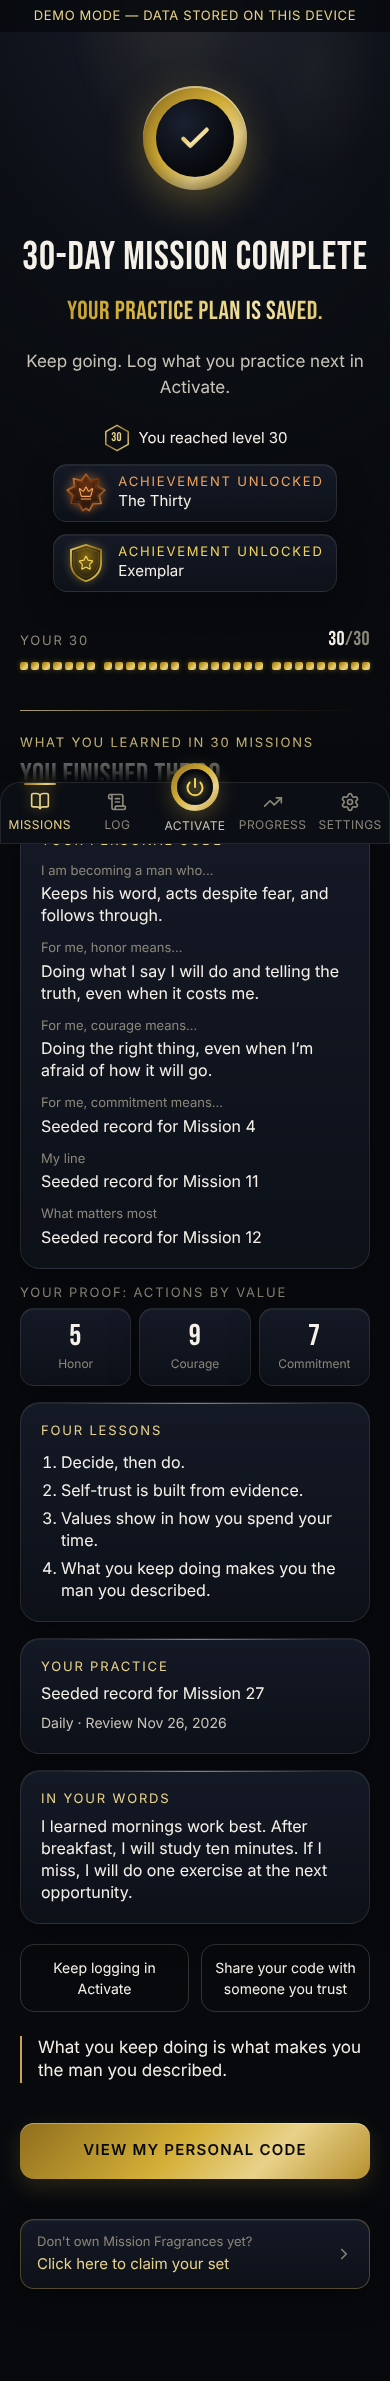 DEMO MODE — DATA STORED ON THIS DEVICE
30-DAY MISSION COMPLETE
YOUR PRACTICE PLAN IS SAVED.
Keep going. Log what you practice next in
Activate.
30 You reached level 30
ACHIEVEMENT UNLOCKED
The Thirty
ACHIEVEMENT UNLOCKED
Exemplar
YOUR 30 30/30
WHAT YOU LEARNED IN 30 MISSIONS
YOU FINISHED THE 30
MISSIONS LOG ACTIVATE PROGRESS SETTINGS
YOUR PERSONAL CODE
I am becoming a man who...
Keeps his word, acts despite fear, and
follows through.
For me, honor means...
Doing what I say I will do and telling the
truth, even when it costs me.
For me, courage means...
Doing the right thing, even when I’m
afraid of how it will go.
For me, commitment means...
Seeded record for Mission 4
My line
Seeded record for Mission 11
What matters most
Seeded record for Mission 12
YOUR PROOF: ACTIONS BY VALUE
5 9 7
Honor Courage Commitment
FOUR LESSONS
1. Decide, then do.
2. Self-trust is built from evidence.
3. Values show in how you spend your
time.
4. What you keep doing makes you the
man you described.
YOUR PRACTICE
Seeded record for Mission 27
Daily · Review Nov 26, 2026
IN YOUR WORDS
I learned mornings work best. After
breakfast, I will study ten minutes. If I
miss, I will do one exercise at the next
opportunity.
Keep logging in
Activate
Share your code with
someone you trust
What you keep doing is what makes you
the man you described.
VIEW MY PERSONAL CODE
Don't own Mission Fragrances yet?
Click here to claim your set